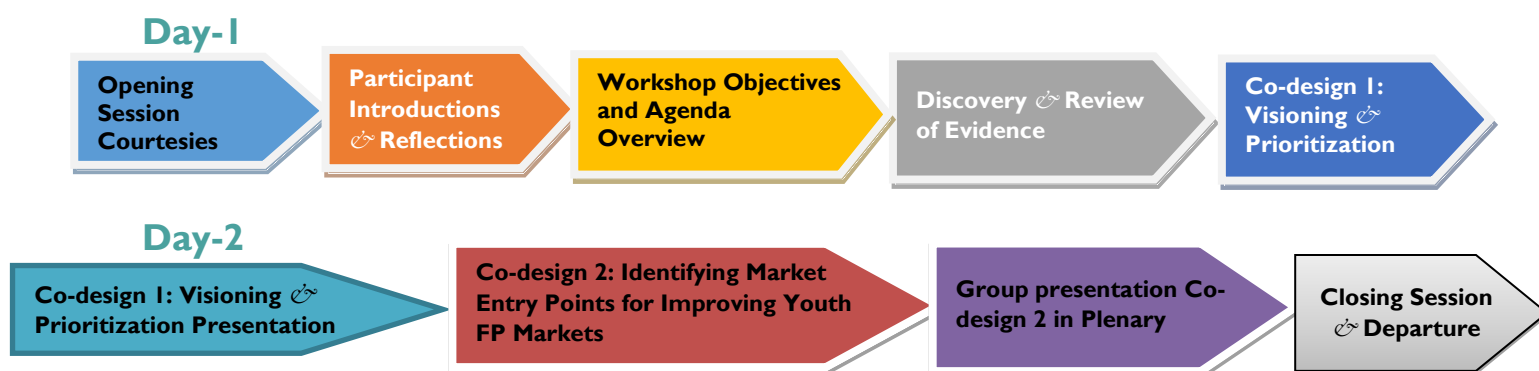 Day-1
Opening
Session
Courtesies
Participant
Introductions
& Reflections
Workshop Objectives
and Agenda
Overview
Discovery & Review
of Evidence
Co-design 1:
Visioning &
Prioritization
Day-2
Co-design 1: Visioning &
Prioritization Presentation
Co-design 2: Identifying Market
Entry Points for Improving Youth
FP Markets
Group presentation Co-
design 2 in Plenary
Closing Session
& Departure